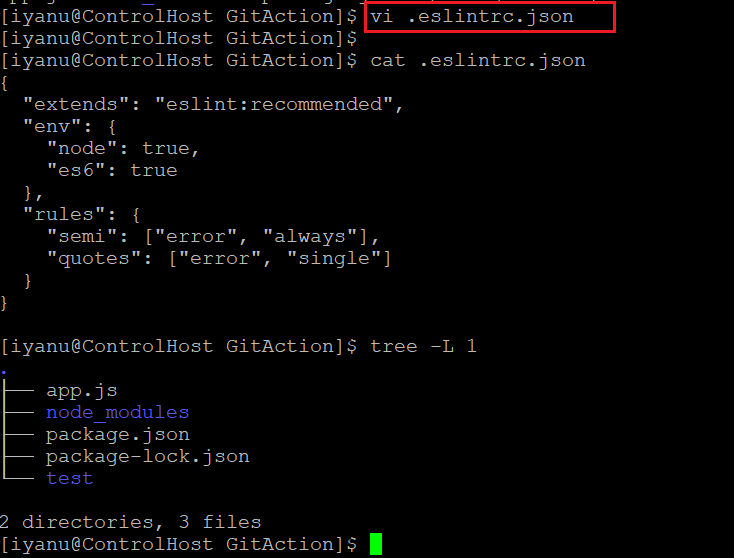 [iyanu@ControlHost GitAction]$ vi .eslintrc.json
[iyanu@ControlHost GitAction]$
[iyanu@ControlHost GitAction]$ cat .eslintrc.json
{
  "extends": "eslint:recommended",
  "env": {
    "node": true,
    "es6": true
  },
  "rules": {
    "semi": ["error", "always"],
    "quotes": ["error", "single"]
  }
}

[iyanu@ControlHost GitAction]$ tree -L 1
.
├── app.js
├── node_modules
├── package.json
├── package-lock.json
└── test

2 directories, 3 files
[iyanu@ControlHost GitAction]$